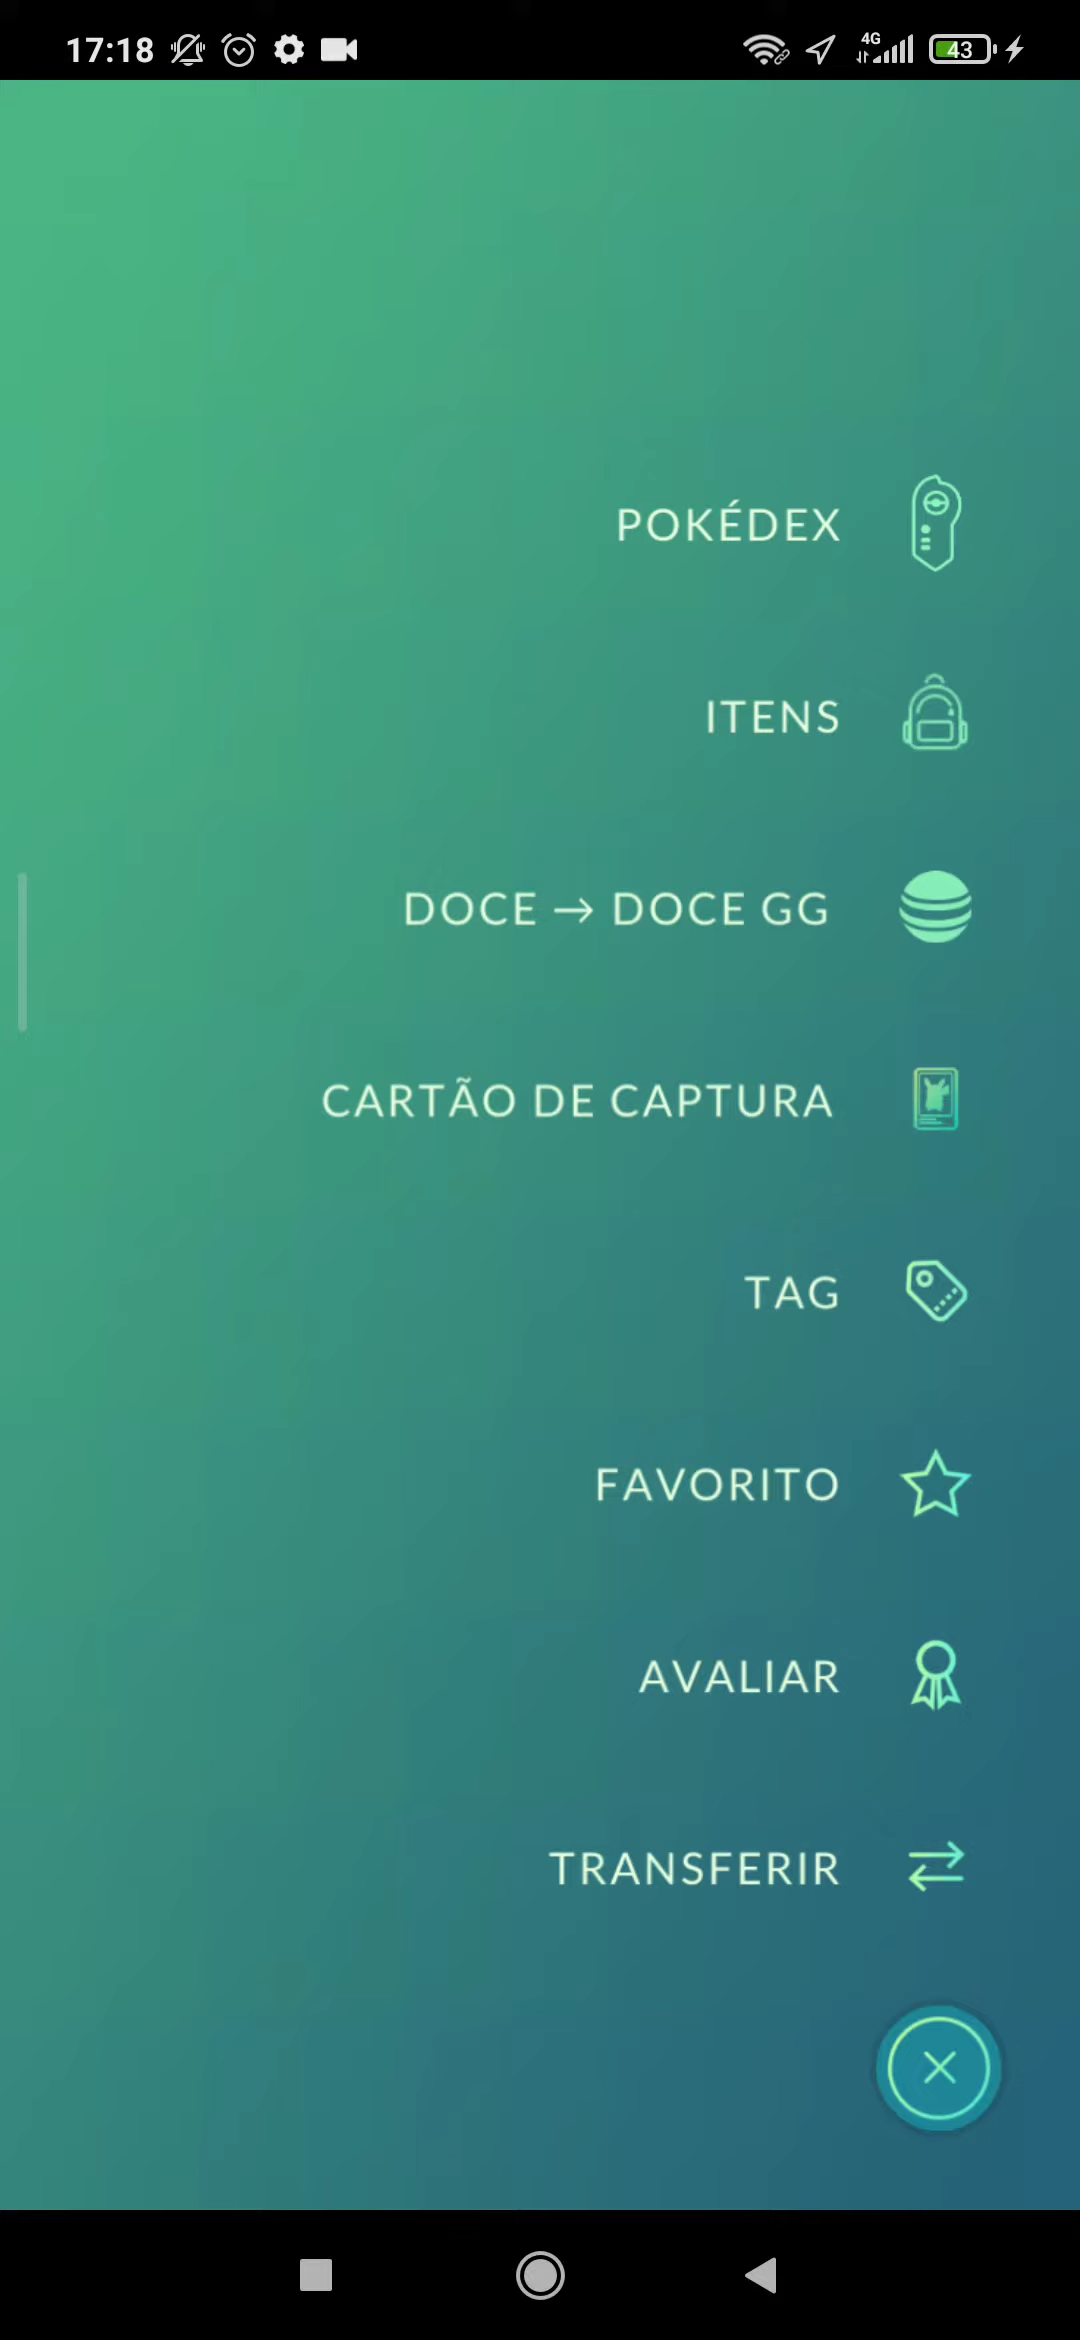 17:18 4G 43
POKÉDEX
ITENS
DOCE → DOCE GG
CARTÃO DE CAPTURA
TAG
FAVORITO
AVALIAR
TRANSFERIR